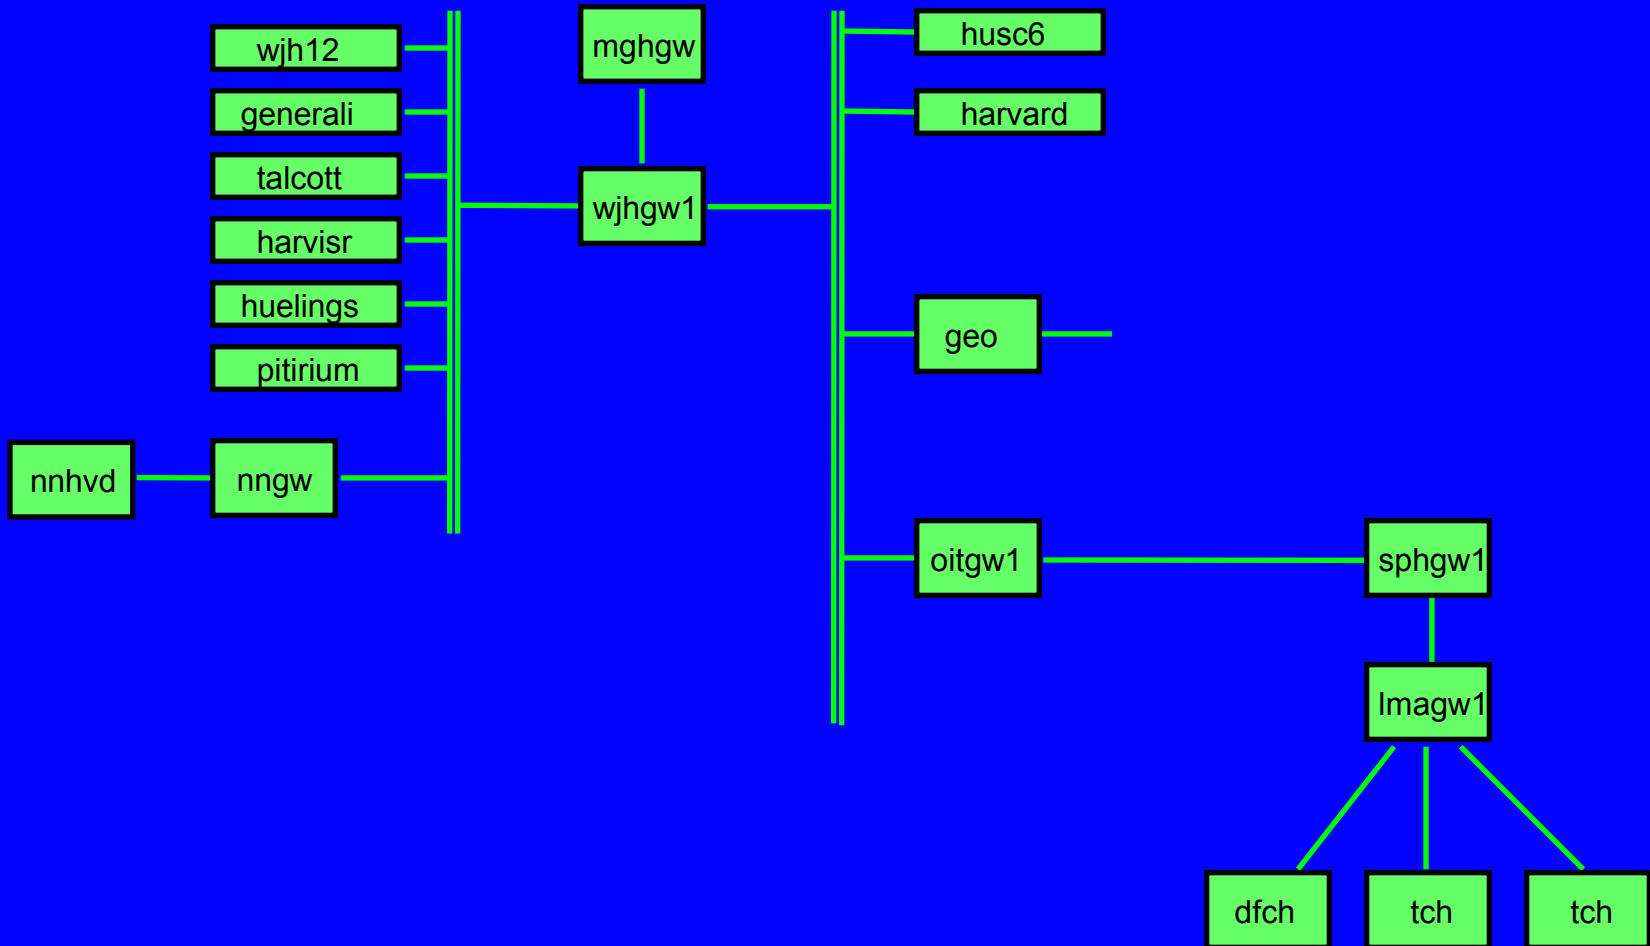 wjh12
generali
talcott
harvisr
huelings
pitirium
nnhvd
nngw
mghgw
wjhgw1
husc6
harvard
geo
oitgw1
sphgw1
lmagw1
dfch
tch
tch